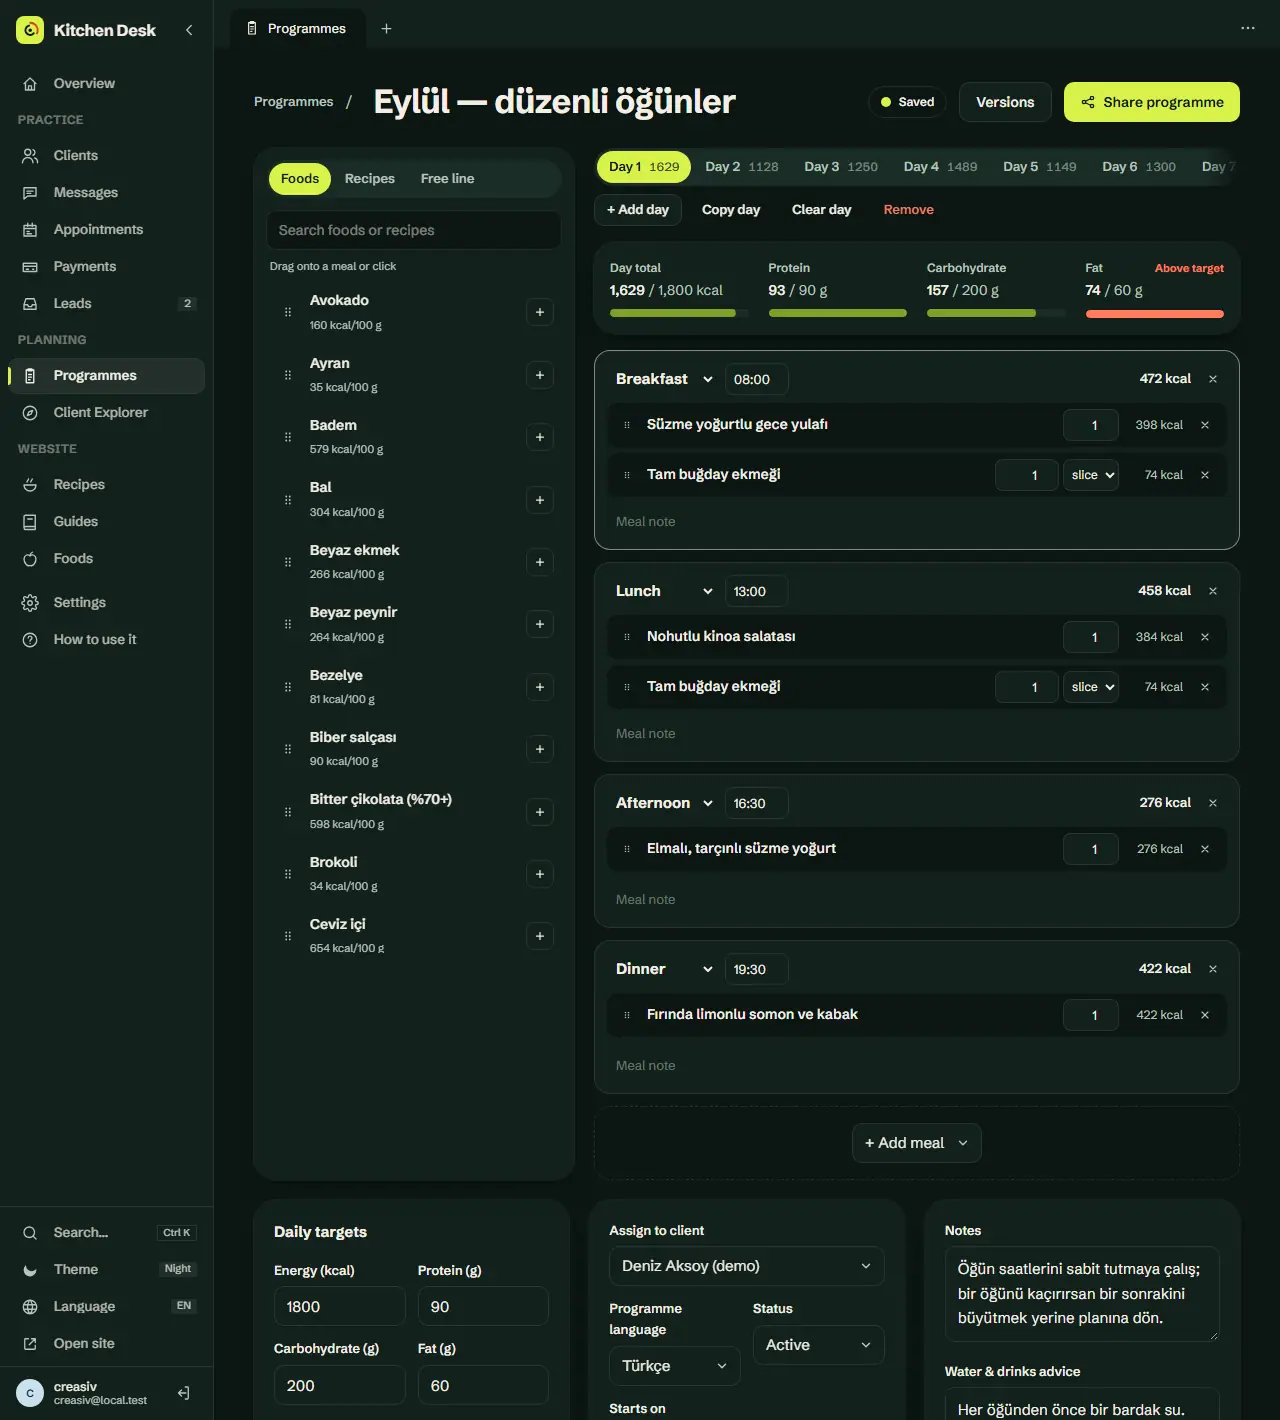 Kitchen Desk
Overview
PRACTICE
Clients
Messages
Appointments
Payments
Leads 2
PLANNING
Programmes
Client Explorer
WEBSITE
Recipes
Guides
Foods
Settings
How to use it
Search... Ctrl K
Theme Night
Language EN
Open site
C creasiv
creasiv@local.test
Programmes
Programmes / Eylül — düzenli öğünler
Saved Versions Share programme
Foods Recipes Free line
Search foods or recipes
Drag onto a meal or click
Avokado
160 kcal/100 g
Ayran
35 kcal/100 g
Badem
579 kcal/100 g
Bal
304 kcal/100 g
Beyaz ekmek
266 kcal/100 g
Beyaz peynir
264 kcal/100 g
Bezelye
81 kcal/100 g
Biber salçası
90 kcal/100 g
Bitter çikolata (%70+)
598 kcal/100 g
Brokoli
34 kcal/100 g
Ceviz içi
654 kcal/100 g
Day 1 1629 Day 2 1128 Day 3 1250 Day 4 1489 Day 5 1149 Day 6 1300 Day 7
+ Add day Copy day Clear day Remove
Day total Protein Carbohydrate Fat Above target
1,629 / 1,800 kcal 93 / 90 g 157 / 200 g 74 / 60 g
Breakfast 08:00 472 kcal
Süzme yoğurtlu gece yulafı 1 398 kcal
Tam buğday ekmeği 1 slice 74 kcal
Meal note
Lunch 13:00 458 kcal
Nohutlu kinoa salatası 1 384 kcal
Tam buğday ekmeği 1 slice 74 kcal
Meal note
Afternoon 16:30 276 kcal
Elmalı, tarçınlı süzme yoğurt 1 276 kcal
Meal note
Dinner 19:30 422 kcal
Fırında limonlu somon ve kabak 1 422 kcal
Meal note
+ Add meal
Daily targets
Energy (kcal) Protein (g)
1800 90
Carbohydrate (g) Fat (g)
200 60
Assign to client
Deniz Aksoy (demo)
Programme language Status
Türkçe Active
Starts on
Notes
Öğün saatlerini sabit tutmaya çalış;
bir öğünü kaçırırsan bir sonrakini
büyütmek yerine planına dön.
Water & drinks advice
Her öğünden önce bir bardak su.